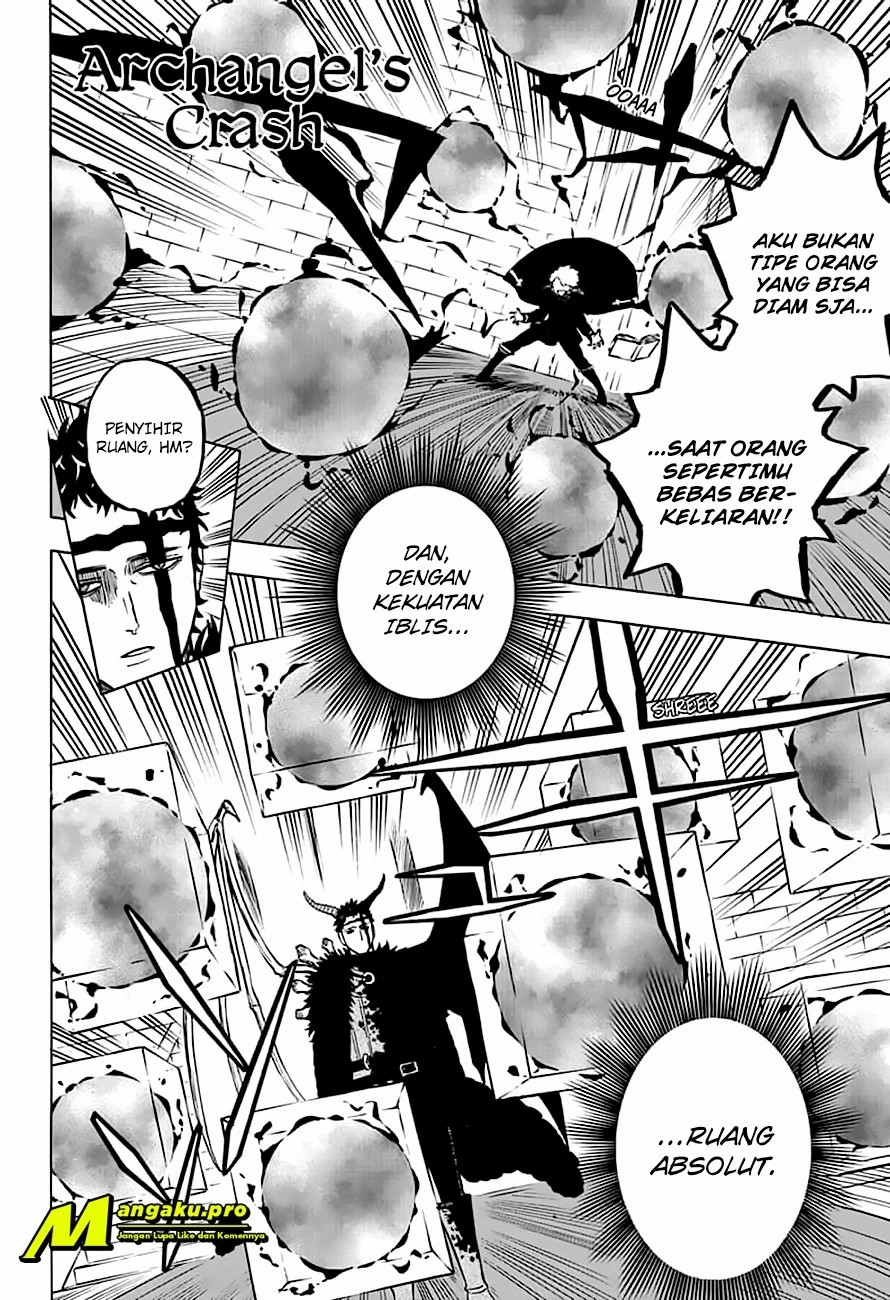 Archangel's
Crash
OOAAA
AKU BUKAN
TIPE ORANG
YANG BISA
DIAM SJA...
...SAAT ORANG
SEPERTIMU
BEBAS BER-
KELIARAN!!
PENYIHIR
RUANG, HM?
DAN,
DENGAN
KEKUATAN
IBLIS...
SHREEE
...RUANG
ABSOLUT.
Mangaku.pro
Jangan Lupa Like dan Komennya